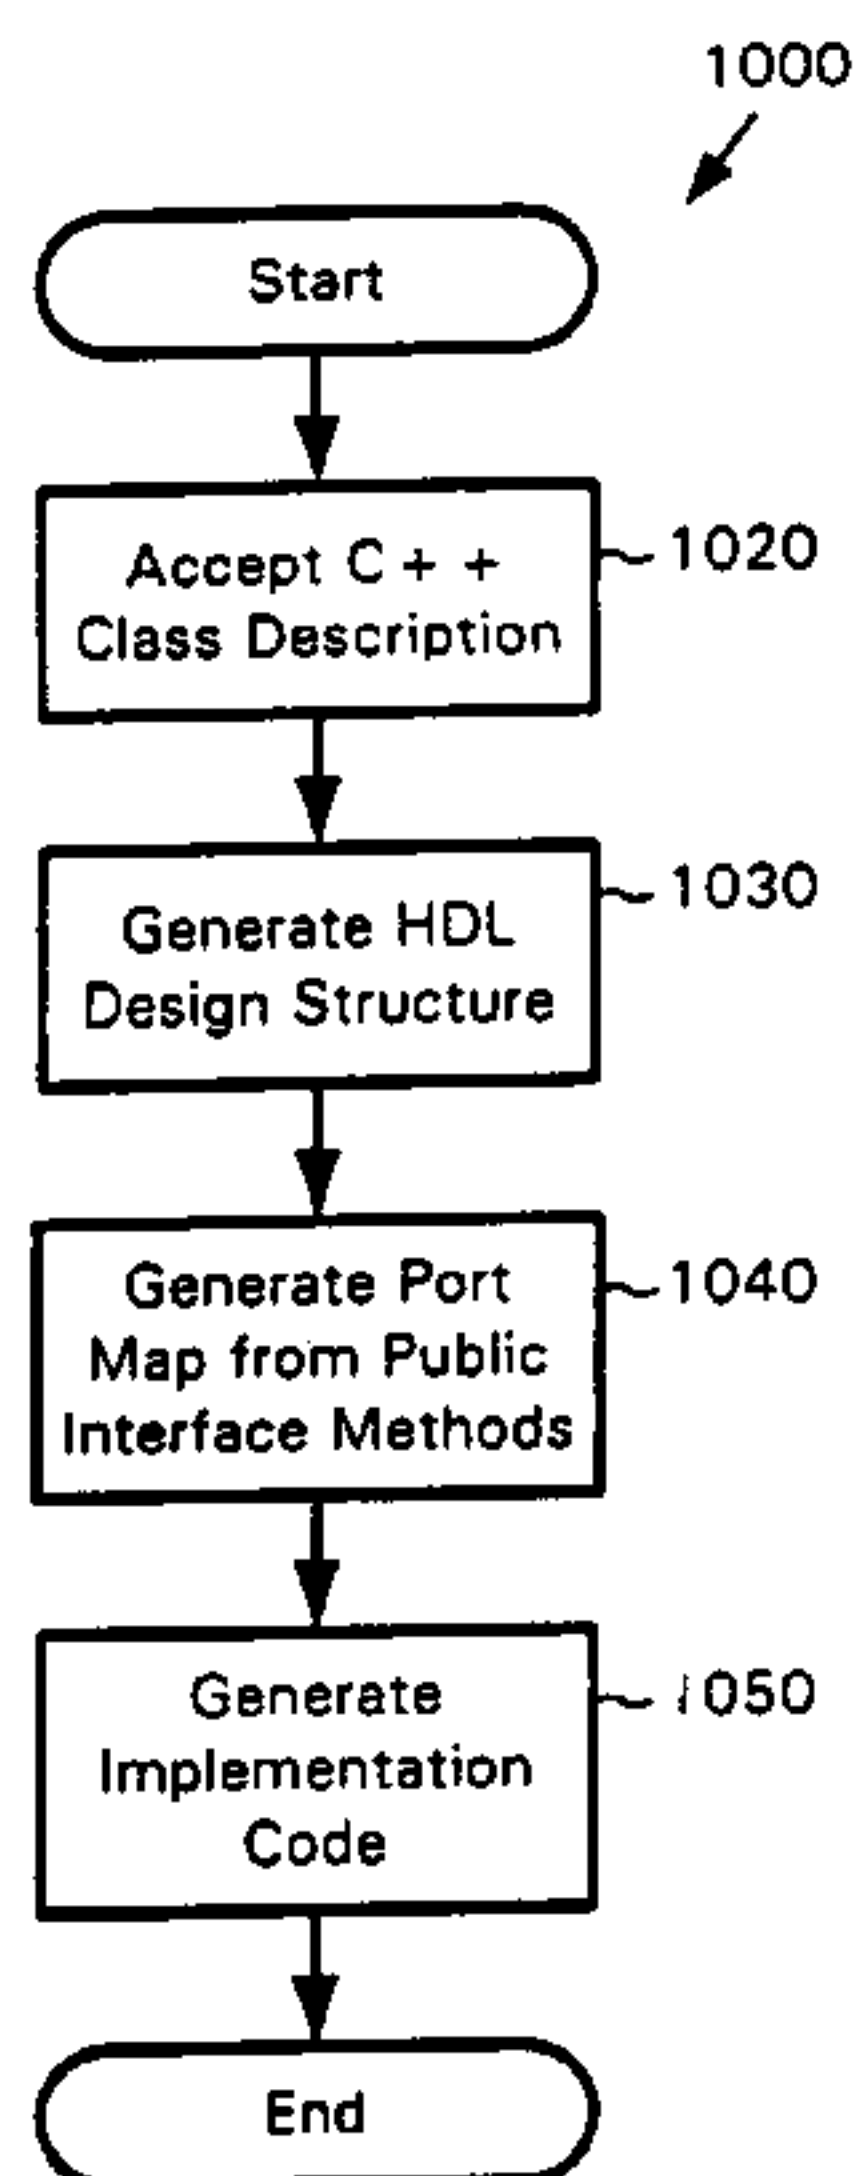 1000
Start
Accept C + +
Class Description
1020
Generate HDL
Design Structure
1030
Generate Port
Map from Public
Interface Methods
1040
Generate
Implementation
Code
1050
End